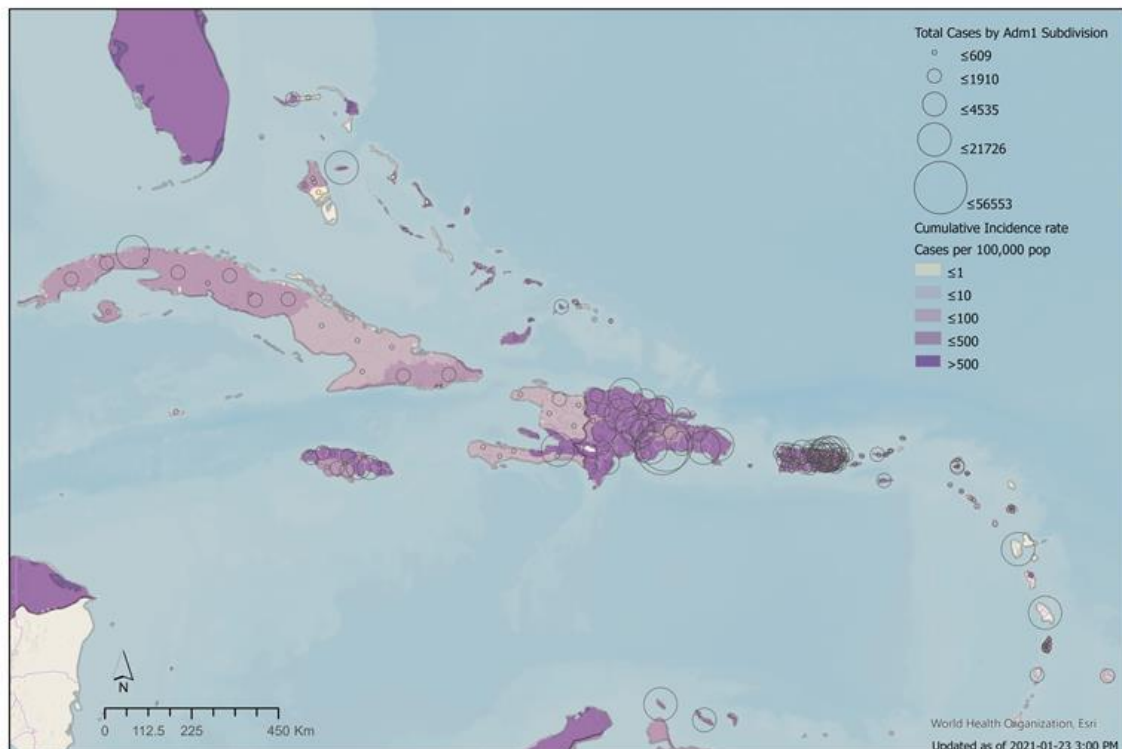 Total Cases by Adm1 Subdivision
≤609
≤1910
≤4535
≤21726
≤56553
Cumulative Incidence rate
Cases per 100,000 pop
≤1
≤10
≤100
≤500
>500
N
0 112.5 225 450 Km
World Health Organization, Esri
Updated as of 2021-01-23 3:00 PM